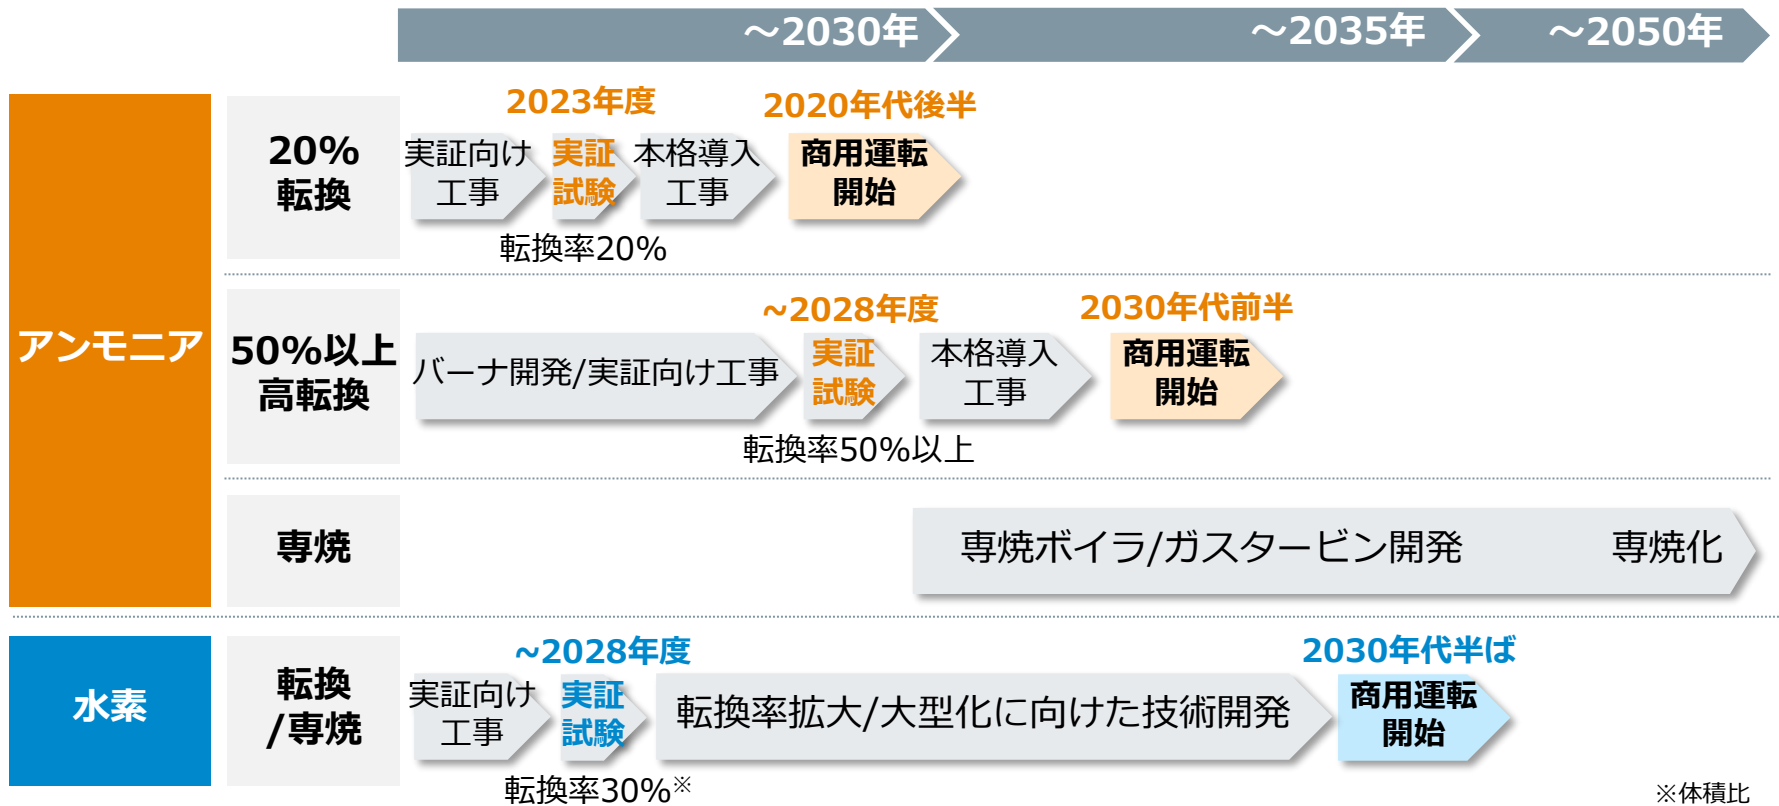 ～2030年
～2035年
～2050年
アンモニア
20%
転換
2023年度
2020年代後半
実証向け
工事
実証
試験
本格導入
工事
商用運転
開始
転換率20%
50%以上
高転換
~2028年度
2030年代前半
バーナ開発/実証向け工事
実証
試験
本格導入
工事
商用運転
開始
転換率50%以上
専焼
専焼ボイラ/ガスタービン開発
専焼化
水素
転換
/専焼
~2028年度
2030年代半ば
実証向け
工事
実証
試験
転換率拡大/大型化に向けた技術開発
商用運転
開始
転換率30%※
※体積比